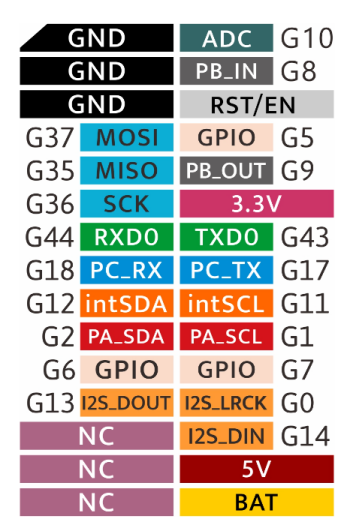 GND ADC G10
GND PB_IN G8
GND RST/EN
G37 MOSI GPIO G5
G35 MISO PB_OUT G9
G36 SCK 3.3V
G44 RXD0 TXD0 G43
G18 PC_RX PC_TX G17
G12 intSDA intSCL G11
G2 PA_SDA PA_SCL G1
G6 GPIO GPIO G7
G13 I2S_DOUT I2S_LRCK G0
NC I2S_DIN G14
NC 5V
NC BAT